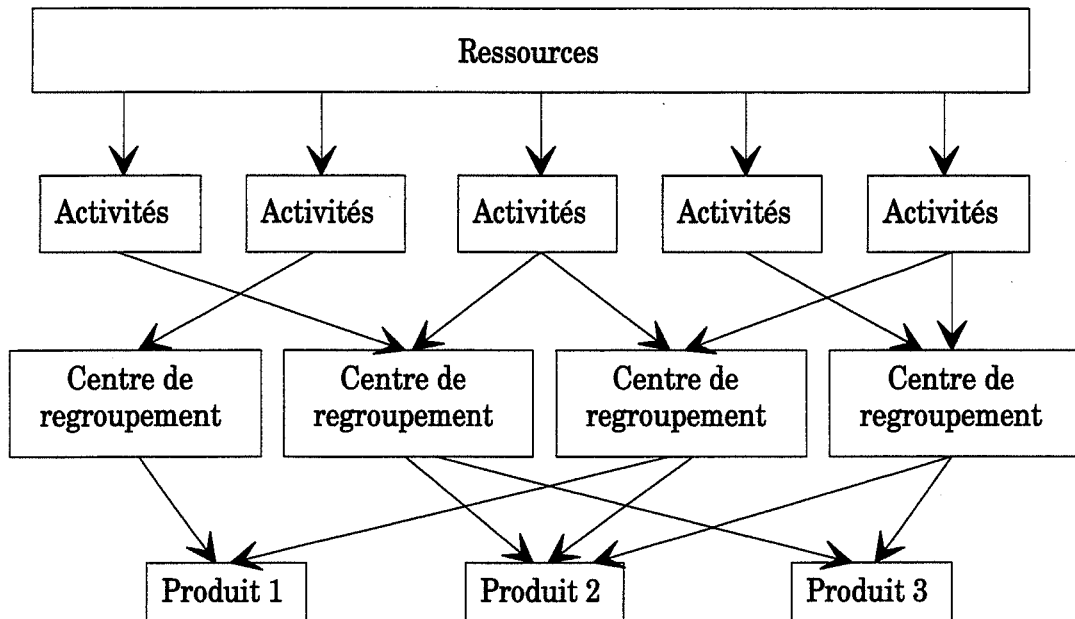 Ressources
Activités
Activités
Activités
Activités
Activités
Centre de
regroupement
Centre de
regroupement
Centre de
regroupement
Centre de
regroupement
Produit 1
Produit 2
Produit 3